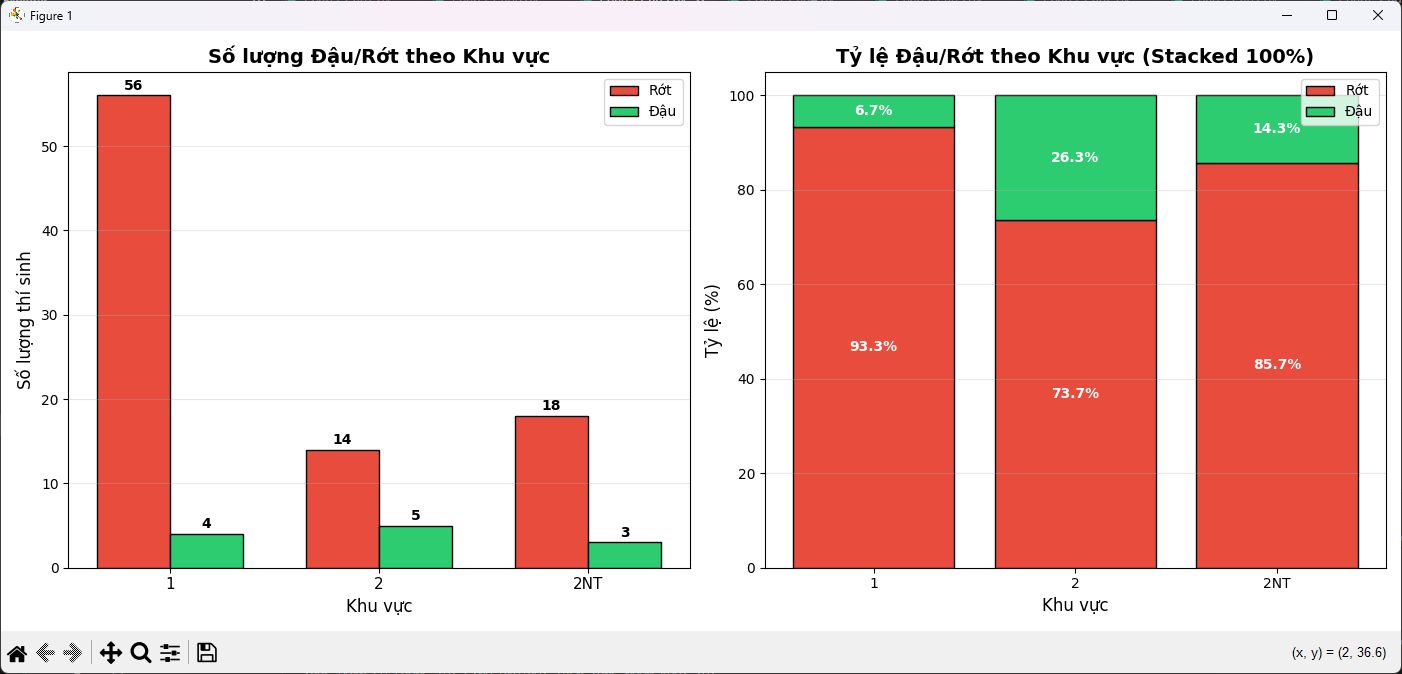 Figure 1
Số lượng Đậu/Rớt theo Khu vực
Rớt
Đậu
56
4
14
5
18
3
50
40
30
20
10
0
Số lượng thí sinh
1
2
2NT
Khu vực
Tỷ lệ Đậu/Rớt theo Khu vực (Stacked 100%)
Rớt
Đậu
6.7%
26.3%
14.3%
93.3%
73.7%
85.7%
100
80
60
40
20
0
Tỷ lệ (%)
1
2
2NT
Khu vực
(x, y) = (2, 36.6)